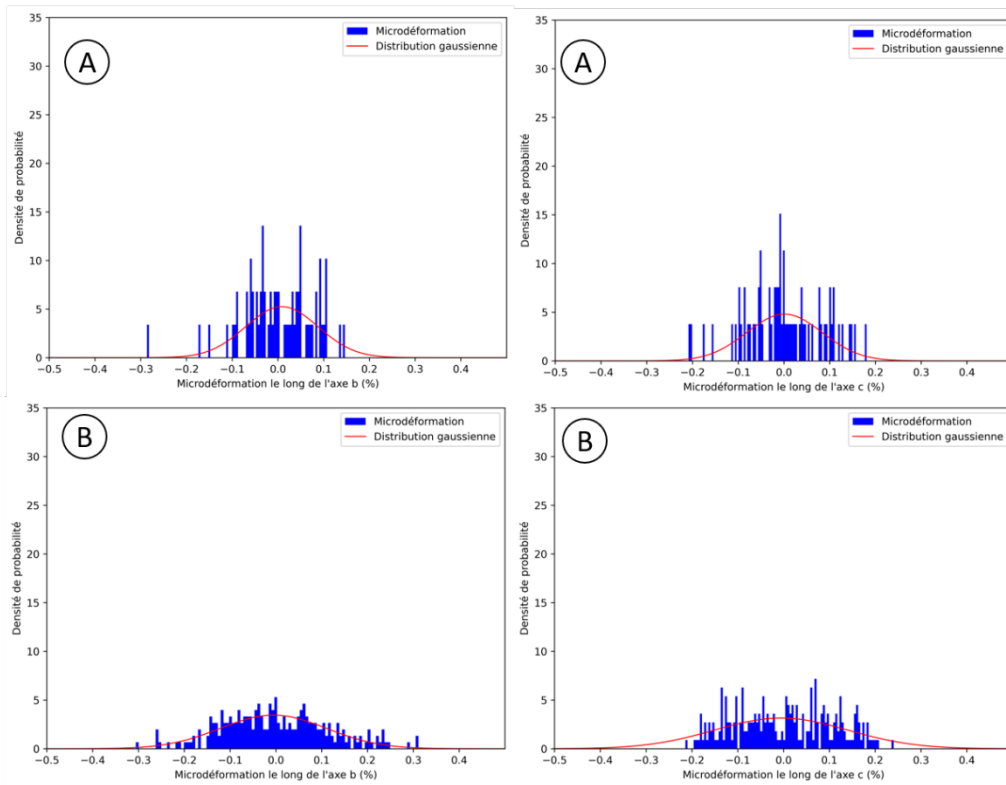 35
30
25
20
15
10
5
0
Densité de probabilité
A
Microdéformation
Distribution gaussienne
−0.5 −0.4 −0.3 −0.2 −0.1 0.0 0.1 0.2 0.3 0.4
Microdéformation le long de l'axe b (%)
35
30
25
20
15
10
5
0
Densité de probabilité
A
Microdéformation
Distribution gaussienne
−0.5 −0.4 −0.3 −0.2 −0.1 0.0 0.1 0.2 0.3 0.4
Microdéformation le long de l'axe c (%)
35
30
25
20
15
10
5
0
Densité de probabilité
B
Microdéformation
Distribution gaussienne
−0.5 −0.4 −0.3 −0.2 −0.1 0.0 0.1 0.2 0.3 0.4
Microdéformation le long de l'axe b (%)
35
30
25
20
15
10
5
0
Densité de probabilité
B
Microdéformation
Distribution gaussienne
−0.5 −0.4 −0.3 −0.2 −0.1 0.0 0.1 0.2 0.3 0.4
Microdéformation le long de l'axe c (%)